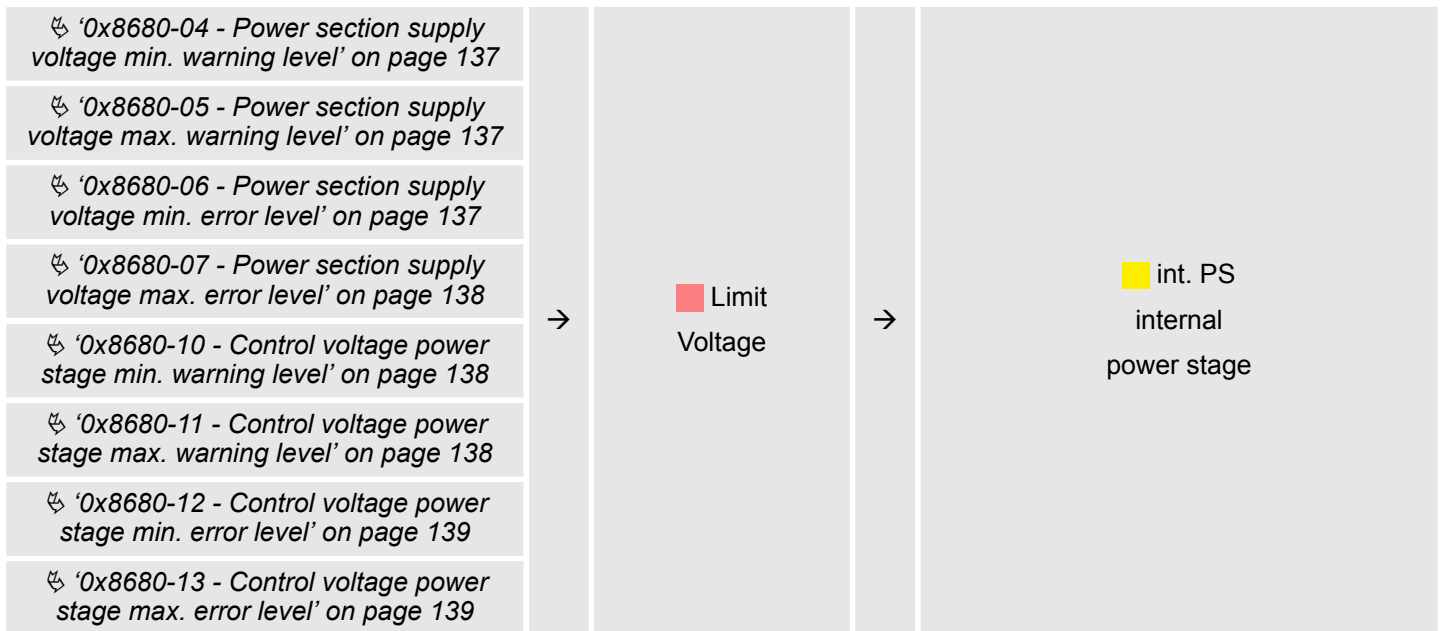 ↳ ‘0x8680-04 - Power section supply
voltage min. warning level’ on page 137
↳ ‘0x8680-05 - Power section supply
voltage max. warning level’ on page 137
↳ ‘0x8680-06 - Power section supply
voltage min. error level’ on page 137
↳ ‘0x8680-07 - Power section supply
voltage max. error level’ on page 138
↳ ‘0x8680-10 - Control voltage power
stage min. warning level’ on page 138
↳ ‘0x8680-11 - Control voltage power
stage max. warning level’ on page 138
↳ ‘0x8680-12 - Control voltage power
stage min. error level’ on page 139
↳ ‘0x8680-13 - Control voltage power
stage max. error level’ on page 139
→
Limit
Voltage
→
int. PS
internal
power stage